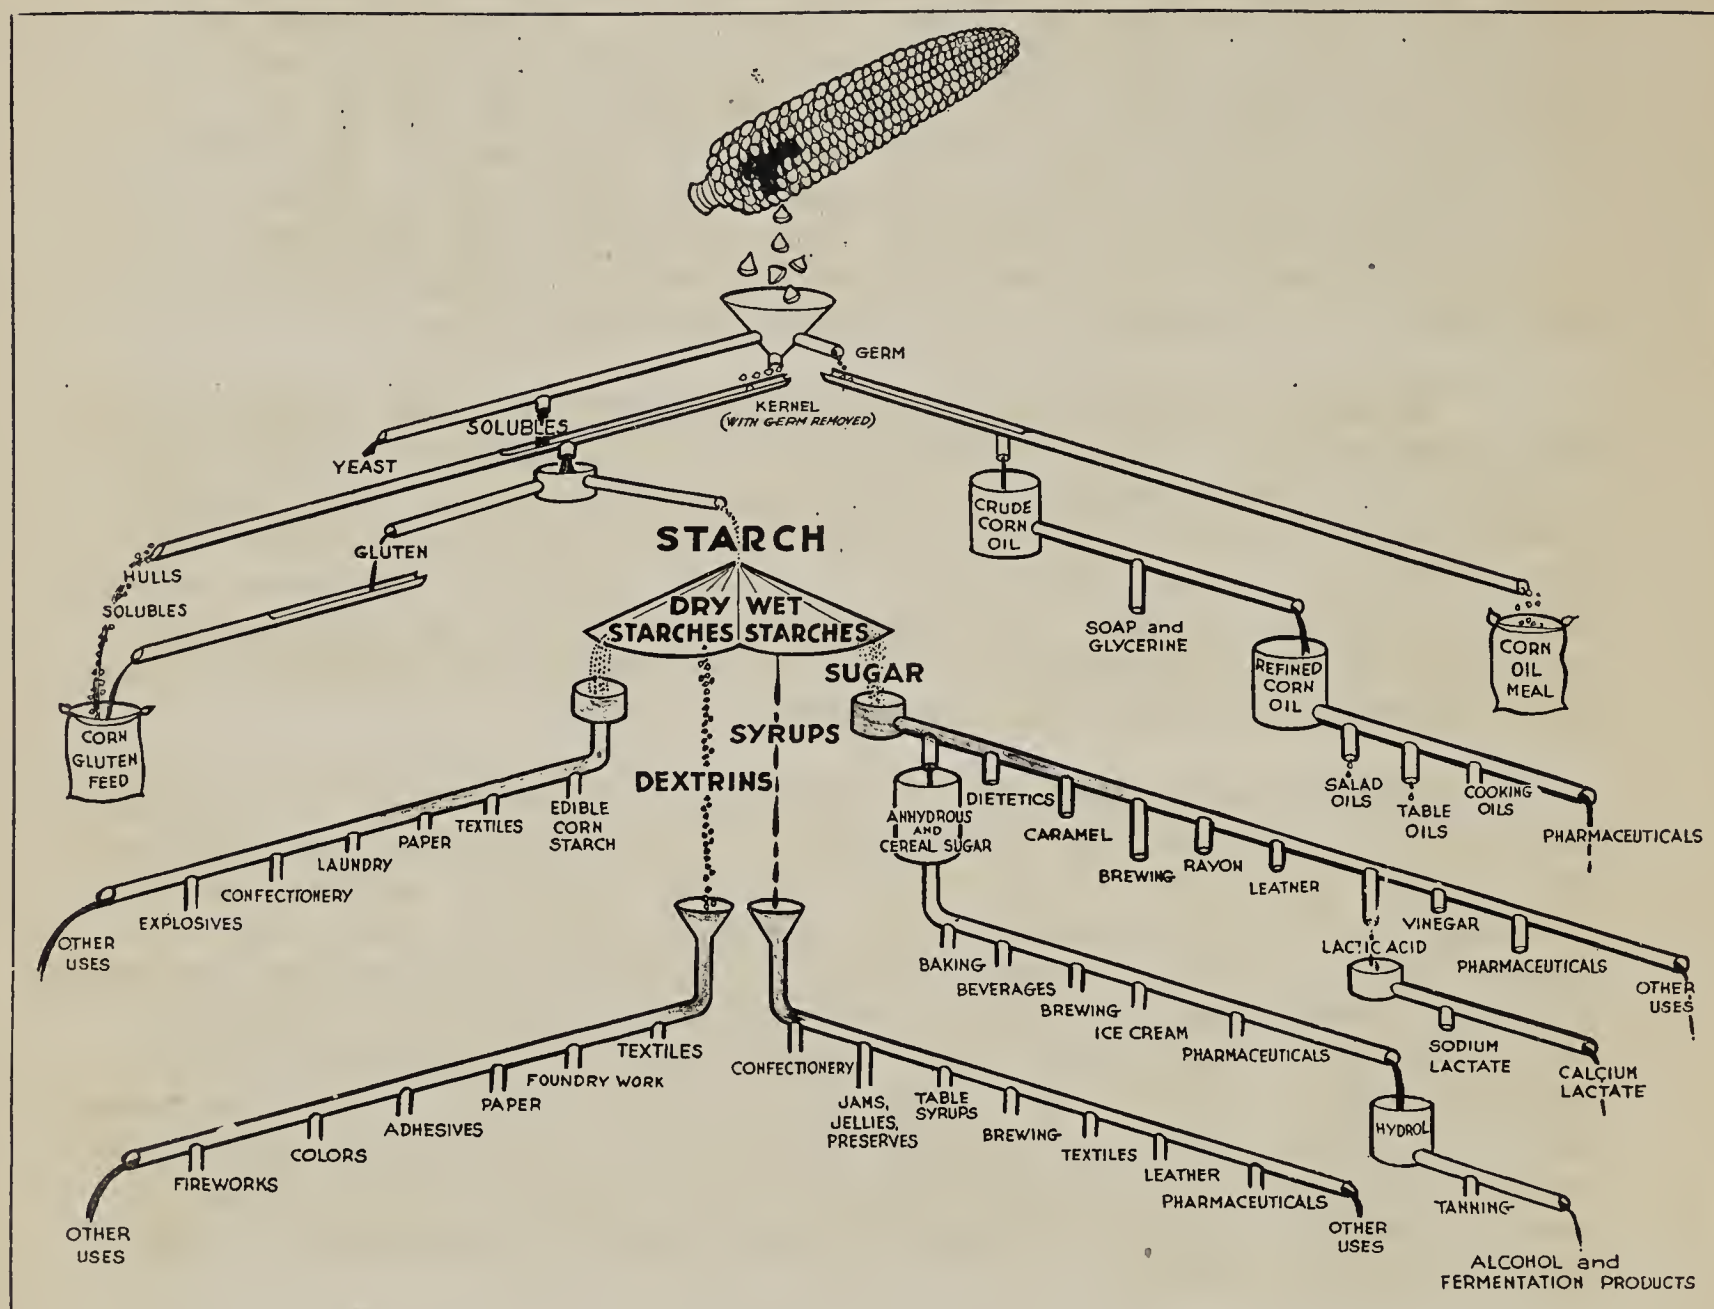 GERM
KERNEL
(WITH GERM REMOVED)
SOLUBLES
YEAST
CRUDE
CORN
OIL
STARCH
GLUTEN
HULLS
SOLUBLES
DRY
STARCHES
WET
STARCHES
SOAP and
GLYCERINE
REFINED
CORN
OIL
CORN
OIL
MEAL
SUGAR
SYRUPS
DEXTRINS
CORN
GLUTEN
FEED
SALAD
OILS
TABLE
OILS
COOKING
OILS
PHARMACEUTICALS
EDIBLE
CORN
STARCH
TEXTILES
PAPER
LAUNDRY
CONFECTIONERY
EXPLOSIVES
OTHER
USES
ANHYDROUS
AND
CEREAL SUGAR
DIETETICS
CARAMEL
BREWING
RAYON
LEATHER
LACTIC ACID
VINEGAR
PHARMACEUTICALS
OTHER
USES
SODIUM
LACTATE
CALCIUM
LACTATE
BAKING
BEVERAGES
BREWING
ICE CREAM
PHARMACEUTICALS
HYDROL
TANNING
ALCOHOL and
FERMENTATION PRODUCTS
TEXTILES
FOUNDRY WORK
PAPER
ADHESIVES
COLORS
FIREWORKS
OTHER
USES
CONFECTIONERY
JAMS,
JELLIES,
PRESERVES
TABLE
SYRUPS
BREWING
TEXTILES
LEATHER
PHARMACEUTICALS
OTHER
USES